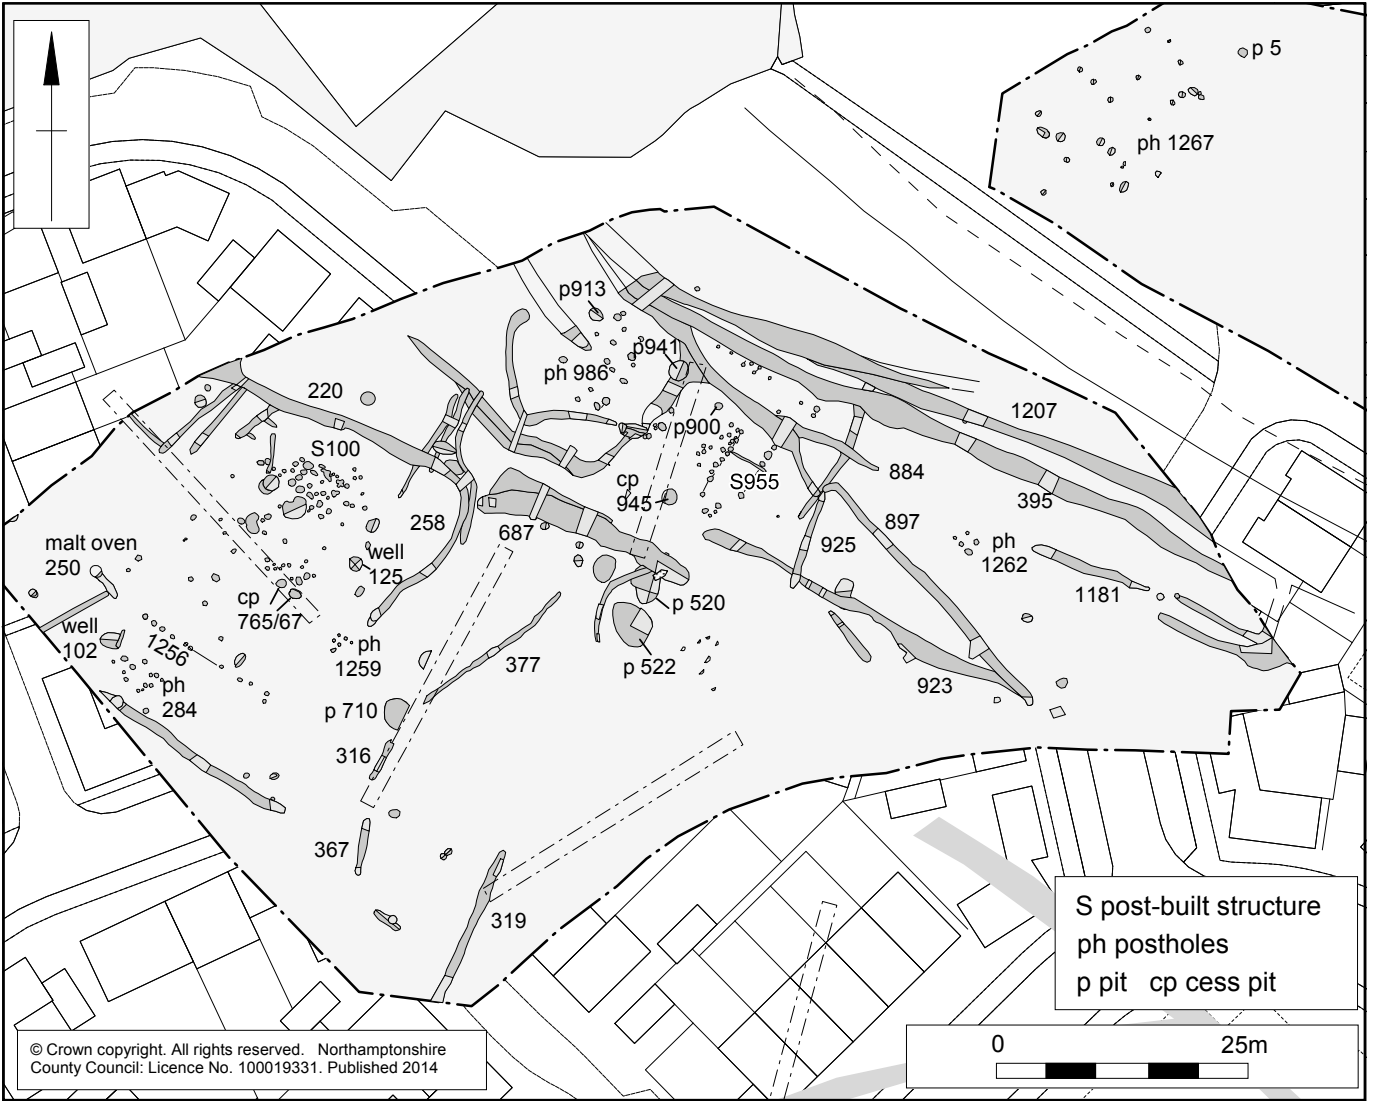 p 5
ph 1267
p913
p941
ph 986
220
p900
1207
S100
884
cp
945
S955
395
258
687
897
malt oven
250
well
125
925
ph
1262
cp
765/67
1181
well
102
1256
p 520
ph
1259
377
p 522
ph
284
923
p 710
316
367
319
S post-built structure
ph postholes
p pit cp cess pit
0 25m
© Crown copyright. All rights reserved. Northamptonshire
County Council: Licence No. 100019331. Published 2014